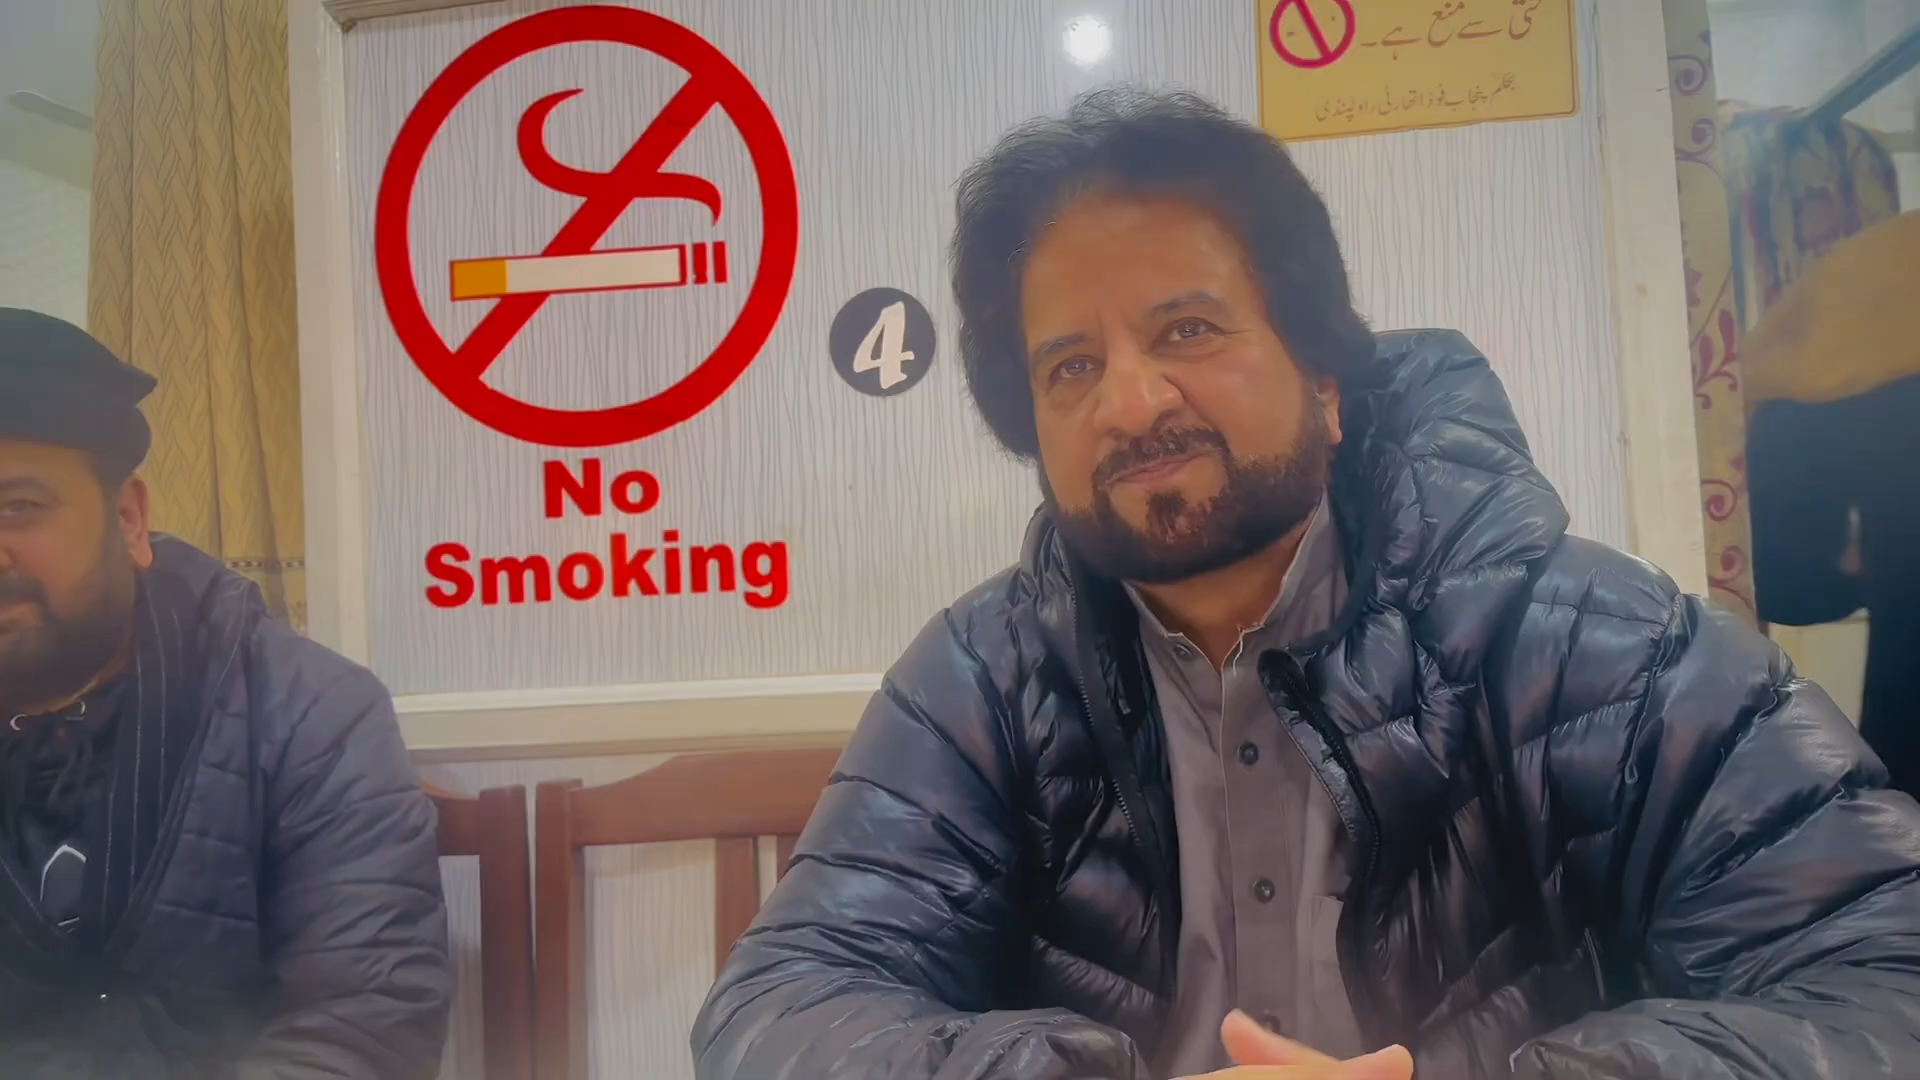 No
Smoking
4
سختی سے منع ہے۔
بحکم پنجاب فوڈ اتھارٹی راولپنڈی